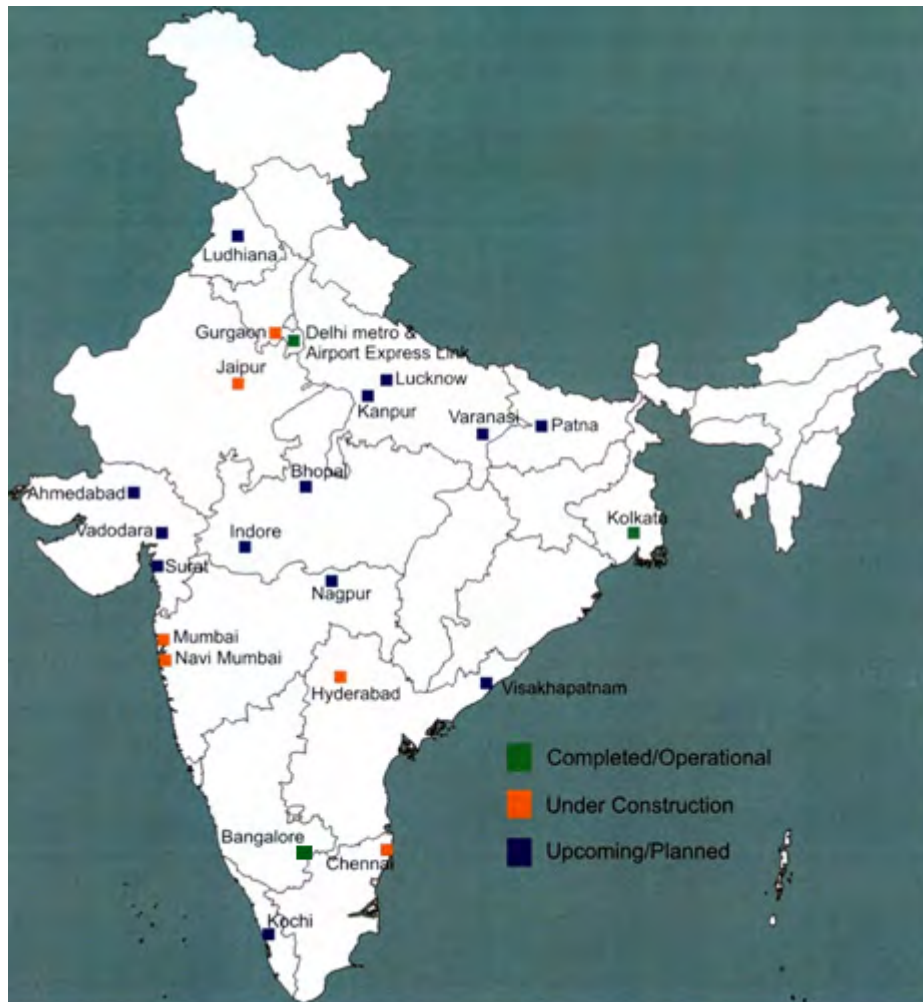 Ludhiana
Gurgaon
Delhi metro &
Airport Express Link
Jaipur
Lucknow
Kanpur
Varanasi
Patna
Bhopal
Ahmedabad
Vadodara
Indore
Kolkata
Surat
Nagpur
Mumbai
Navi Mumbai
Hyderabad
Visakhapatnam
Completed/Operational
Under Construction
Upcoming/Planned
Bangalore
Chennai
Kochi